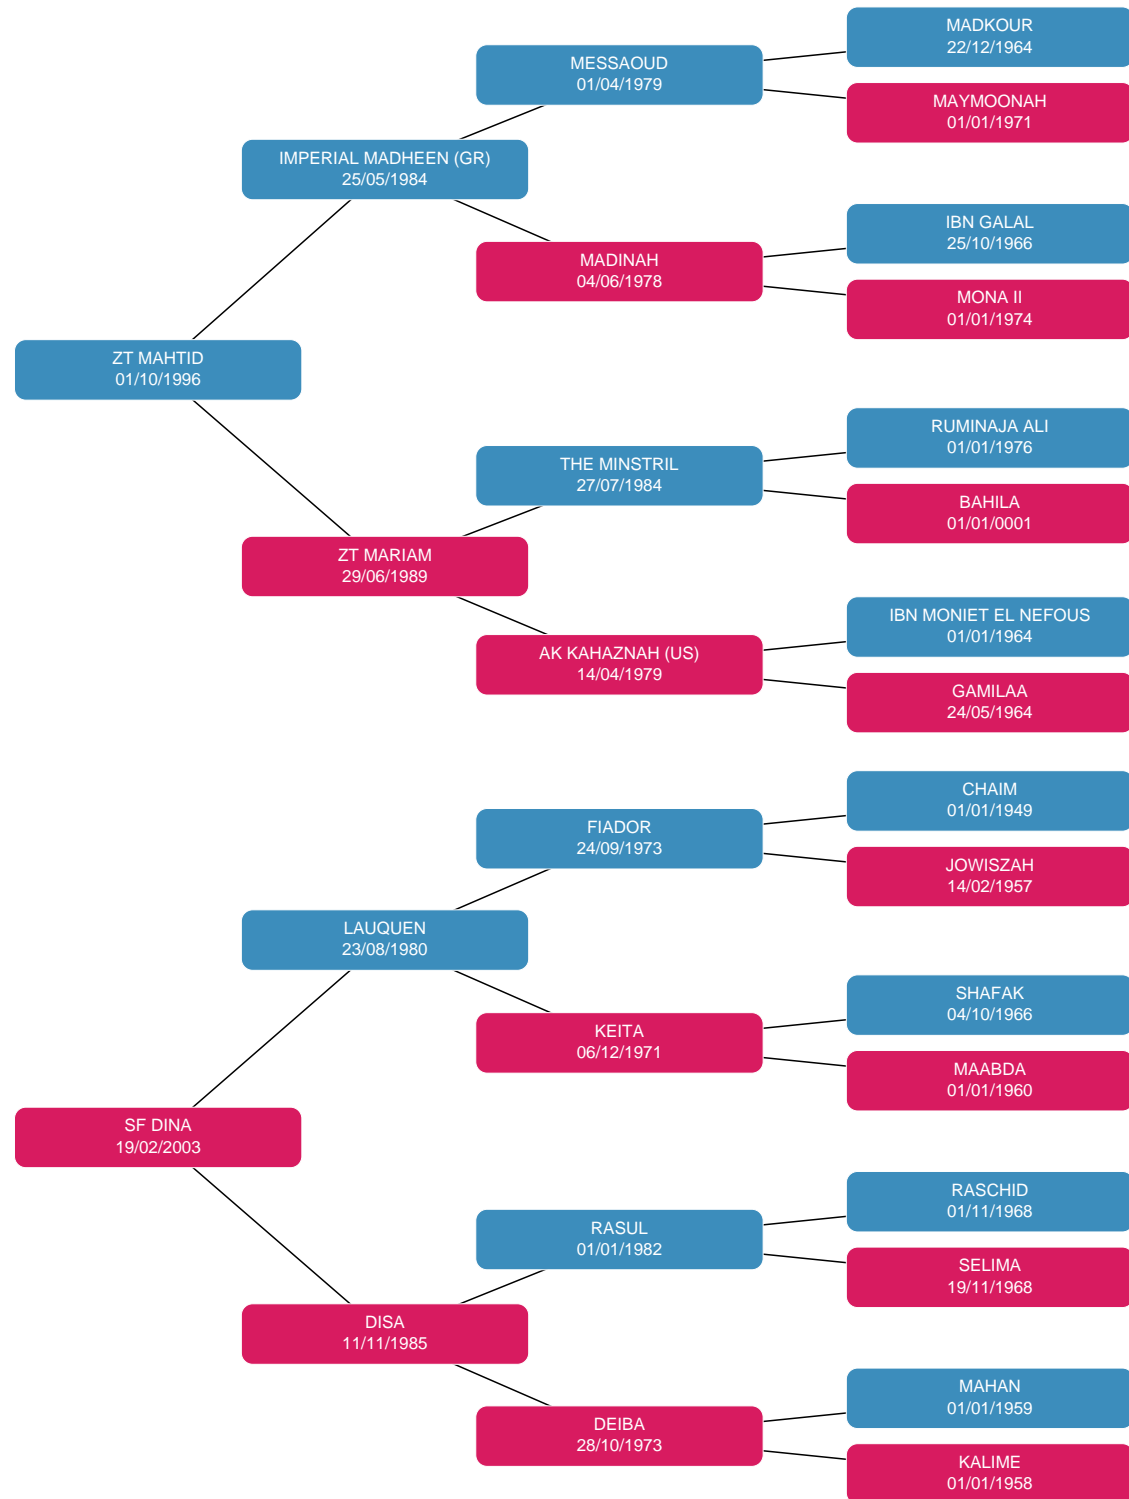 MADKOUR
22/12/1964
MESSAOUD
01/04/1979
MAYMOONAH
01/01/1971
IMPERIAL MADHEEN (GR)
25/05/1984
IBN GALAL
25/10/1966
MADINAH
04/06/1978
MONA II
01/01/1974
ZT MAHTID
01/10/1996
RUMINAJA ALI
01/01/1976
THE MINSTRIL
27/07/1984
BAHILA
01/01/0001
ZT MARIAM
29/06/1989
IBN MONIET EL NEFOUS
01/01/1964
AK KAHAZNAH (US)
14/04/1979
GAMILAA
24/05/1964
CHAIM
01/01/1949
FIADOR
24/09/1973
JOWISZAH
14/02/1957
LAUQUEN
23/08/1980
SHAFAK
04/10/1966
KEITA
06/12/1971
MAABDA
01/01/1960
SF DINA
19/02/2003
RASCHID
01/11/1968
RASUL
01/01/1982
SELIMA
19/11/1968
DISA
11/11/1985
MAHAN
01/01/1959
DEIBA
28/10/1973
KALIME
01/01/1958